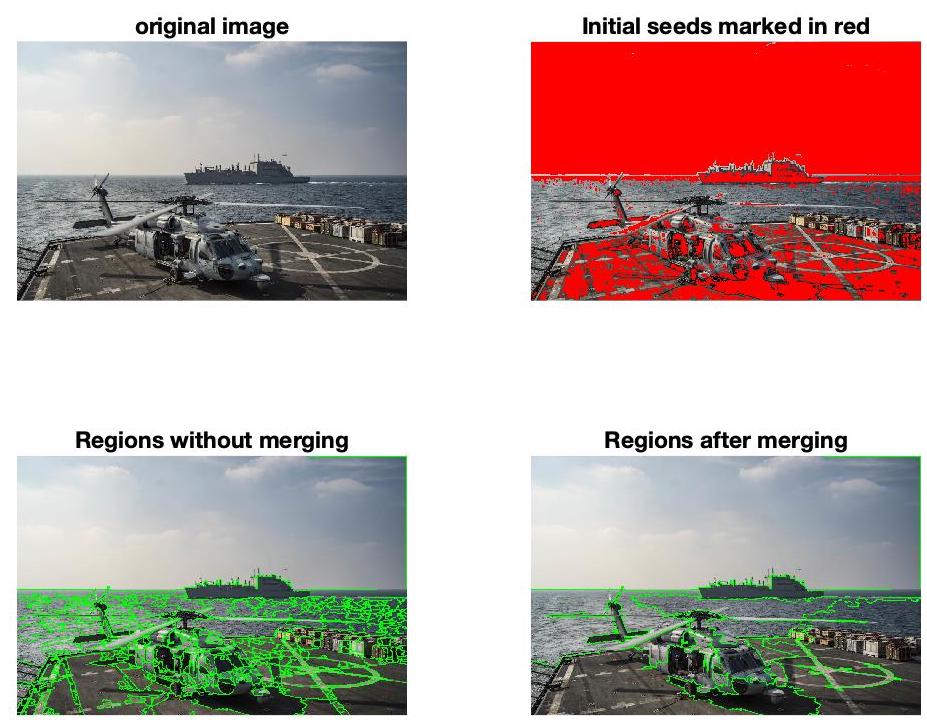 original image
Initial seeds marked in red
Regions without merging
Regions after merging